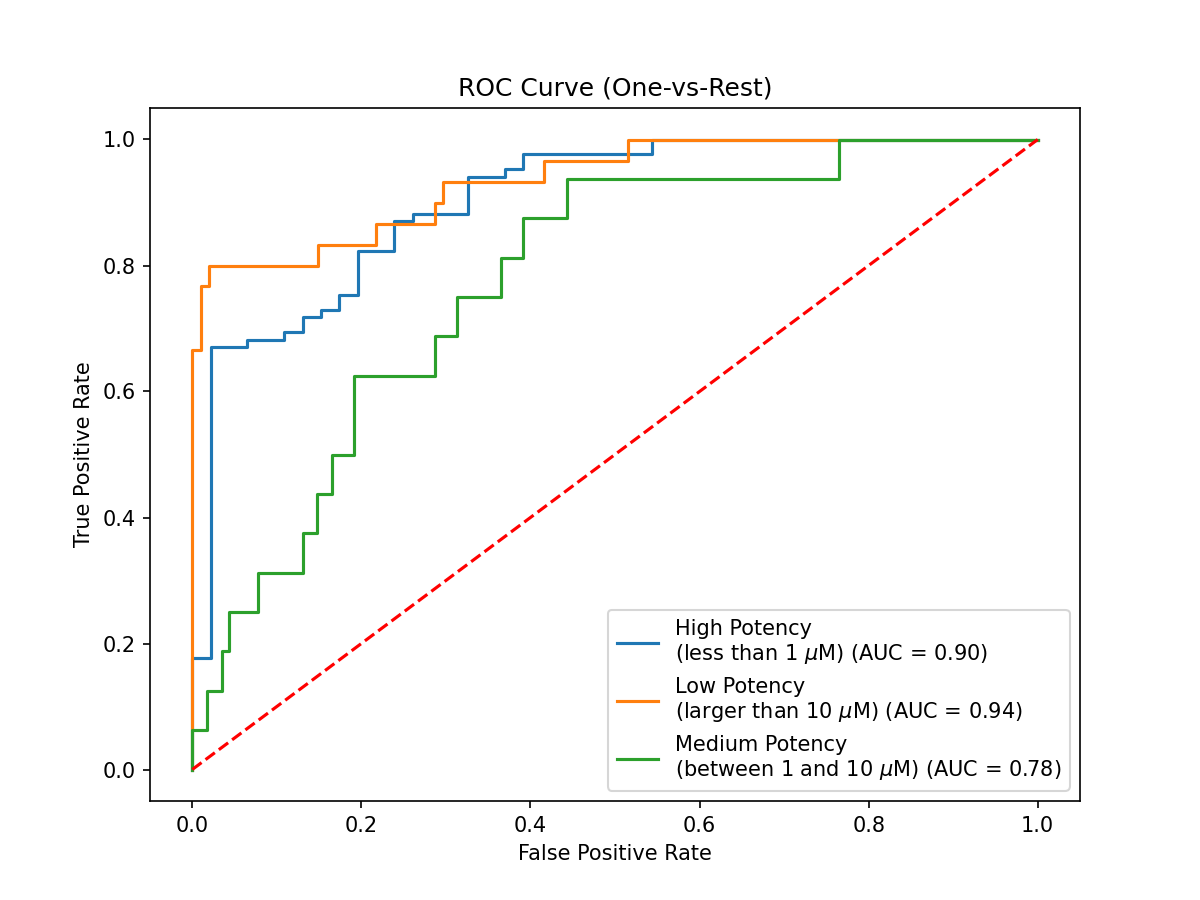 ROC Curve (One-vs-Rest)
True Positive Rate
1.0
0.8
0.6
0.4
0.2
0.0
0.0 0.2 0.4 0.6 0.8 1.0
False Positive Rate
High Potency
(less than 1 μM) (AUC = 0.90)
Low Potency
(larger than 10 μM) (AUC = 0.94)
Medium Potency
(between 1 and 10 μM) (AUC = 0.78)